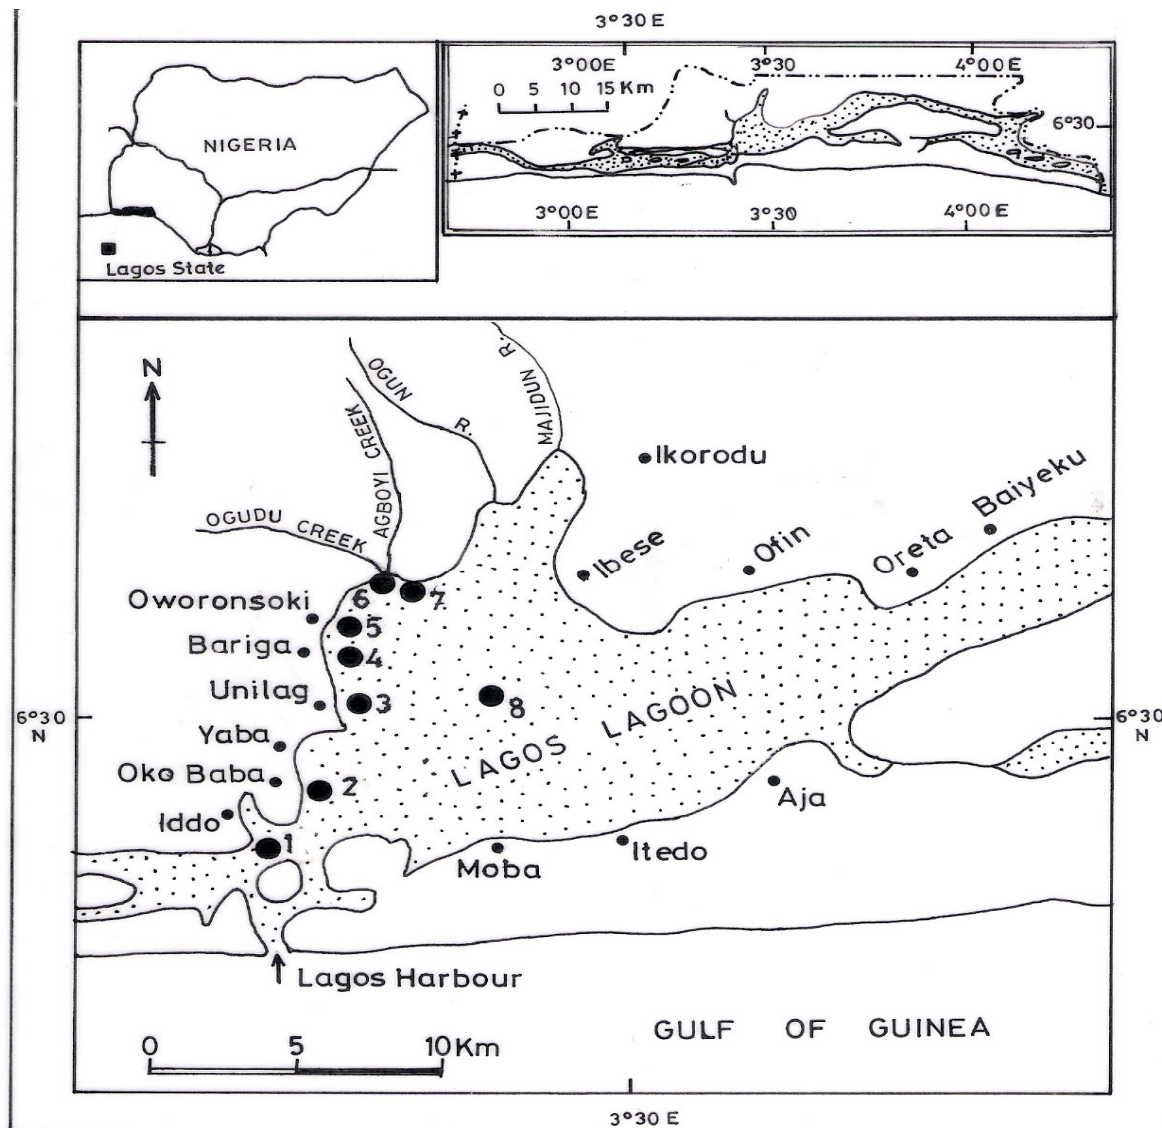 3°30 E
NIGERIA
Lagos State
3°00E
3°30
4°00E
0 5 10 15 Km
6°30
3°00E
3°30
4°00E
N
OGUN R.
MAJIDUN R.
AGBOYI CREEK
OGUDU CREEK
Ikorodu
Baiyeku
Oreta
Ofin
Ibese
6
7
Oworonsoki
5
Bariga
4
Unilag
3
8
LAGOS LAGOON
6°30
N
6°30
N
Yaba
Oko Baba
2
Aja
Iddo
1
Moba
Itedo
Lagos Harbour
GULF OF GUINEA
0 5 10 Km
3°30 E